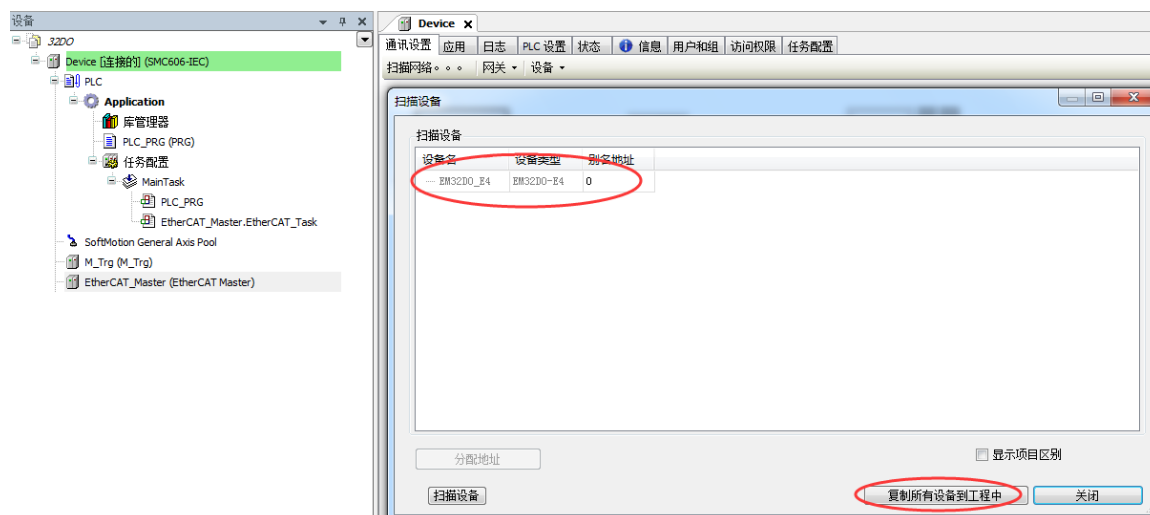 设备
32DO
Device [连接的] (SMC606-IEC)
PLC
Application
库管理器
PLC_PRG (PRG)
任务配置
MainTask
PLC_PRG
EtherCAT_Master.EtherCAT_Task
SoftMotion General Axis Pool
M_Trg (M_Trg)
EtherCAT_Master (EtherCAT Master)
Device
通讯设置 应用 日志 PLC 设置 状态 信息 用户和组 访问权限 任务配置
扫描网络。。。 网关 设备
扫描设备
扫描设备
设备名 设备类型 别名地址
EM32DO_E4 EM32DO-E4 0
分配地址 显示项目区别
扫描设备 复制所有设备到工程中 关闭